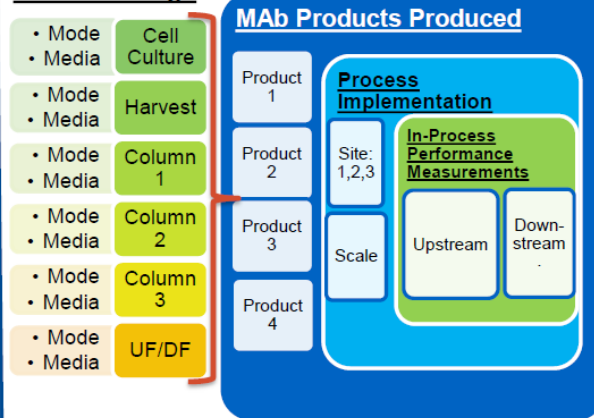 MAb Products Produced
• Mode
• Media
Cell
Culture
• Mode
• Media
Harvest
• Mode
• Media
Column
1
• Mode
• Media
Column
2
• Mode
• Media
Column
3
• Mode
• Media
UF/DF
Product
1
Product
2
Product
3
Product
4
Process
Implementation
Site:
1,2,3
Scale
In-Process
Performance
Measurements
Upstream
Down-
stream
.